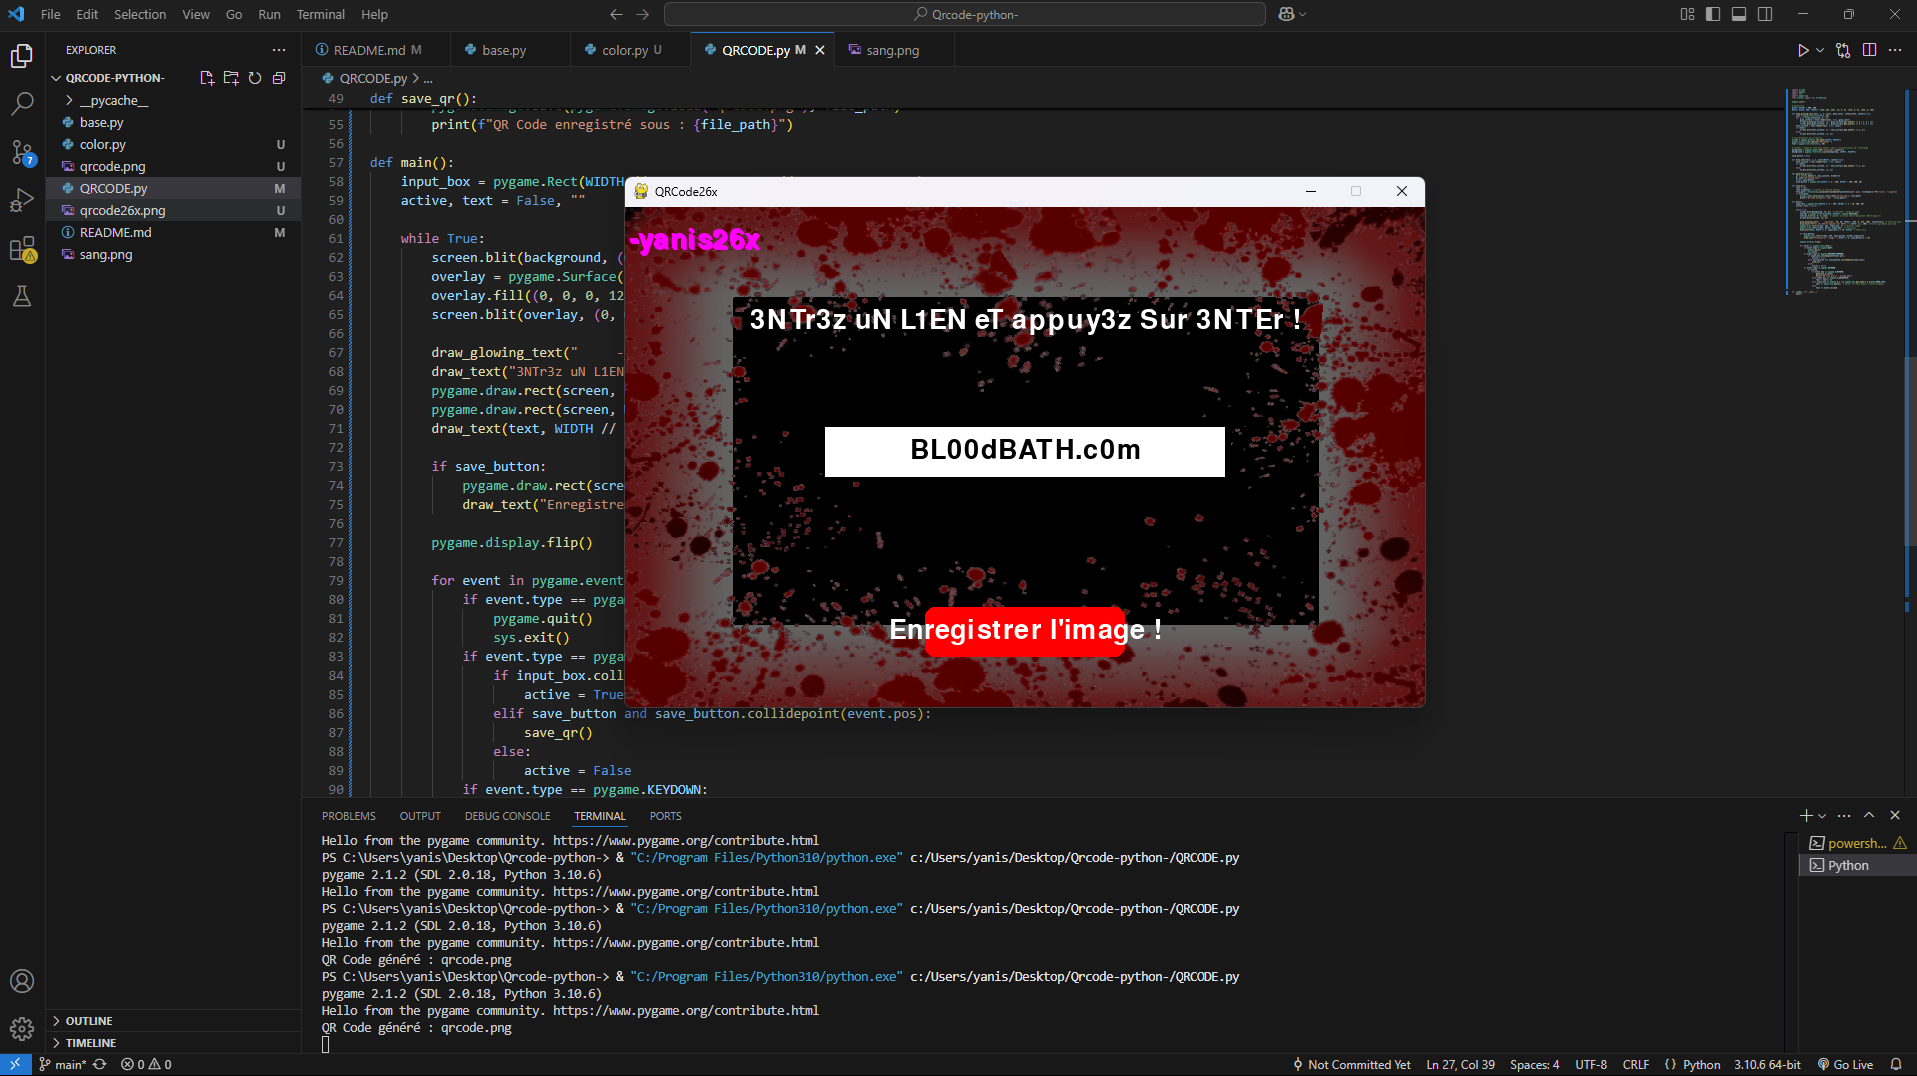 File Edit Selection View Go Run Terminal Help
Qrcode-python-
EXPLORER
QRCODE-PYTHON-
__pycache__
base.py
color.py U
qrcode.png U
QRCODE.py M
qrcode26x.png U
README.md M
sang.png
OUTLINE
TIMELINE
README.md M base.py color.py U QRCODE.py M sang.png
QRCODE.py > ...
49 def save_qr():
55 print(f"QR Code enregistré sous : {file_path}")
56
57 def main():
58 input_box = pygame.Rect(WIDTH
59 active, text = False, ""
60
61 while True:
62 screen.blit(background, (
63 overlay = pygame.Surface(
64 overlay.fill((0, 0, 0, 12
65 screen.blit(overlay, (0,
66
67 draw_glowing_text("    -
68 draw_text("3NTr3z uN L1EN
69 pygame.draw.rect(screen,
70 pygame.draw.rect(screen,
71 draw_text(text, WIDTH //
72
73 if save_button:
74 pygame.draw.rect(scre
75 draw_text("Enregistre
76
77 pygame.display.flip()
78
79 for event in pygame.event
80 if event.type == pyga
81 pygame.quit()
82 sys.exit()
83 if event.type == pyga
84 if input_box.coll
85 active = True
86 elif save_button and save_button.collidepoint(event.pos):
87 save_qr()
88 else:
89 active = False
90 if event.type == pygame.KEYDOWN:
QRCode26x
-yanis26x
3NTr3z uN L1EN eT appuy3z Sur 3NTEr !
BL00dBATH.c0m
Enregistrer l'image !
PROBLEMS OUTPUT DEBUG CONSOLE TERMINAL PORTS
Hello from the pygame community. https://www.pygame.org/contribute.html
PS C:\Users\yanis\Desktop\Qrcode-python-> & "C:/Program Files/Python310/python.exe" c:/Users/yanis/Desktop/Qrcode-python-/QRCODE.py
pygame 2.1.2 (SDL 2.0.18, Python 3.10.6)
Hello from the pygame community. https://www.pygame.org/contribute.html
PS C:\Users\yanis\Desktop\Qrcode-python-> & "C:/Program Files/Python310/python.exe" c:/Users/yanis/Desktop/Qrcode-python-/QRCODE.py
pygame 2.1.2 (SDL 2.0.18, Python 3.10.6)
Hello from the pygame community. https://www.pygame.org/contribute.html
QR Code généré : qrcode.png
PS C:\Users\yanis\Desktop\Qrcode-python-> & "C:/Program Files/Python310/python.exe" c:/Users/yanis/Desktop/Qrcode-python-/QRCODE.py
pygame 2.1.2 (SDL 2.0.18, Python 3.10.6)
Hello from the pygame community. https://www.pygame.org/contribute.html
QR Code généré : qrcode.png
powersh...
Python
7
main* 0 0 Not Committed Yet Ln 27, Col 39 Spaces: 4 UTF-8 CRLF {} Python 3.10.6 64-bit Go Live